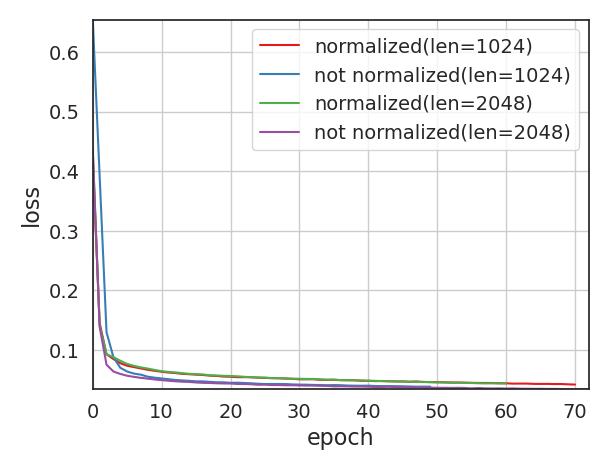 normalized(len=1024)
not normalized(len=1024)
normalized(len=2048)
not normalized(len=2048)
loss
0.6
0.5
0.4
0.3
0.2
0.1
0 10 20 30 40 50 60 70
epoch